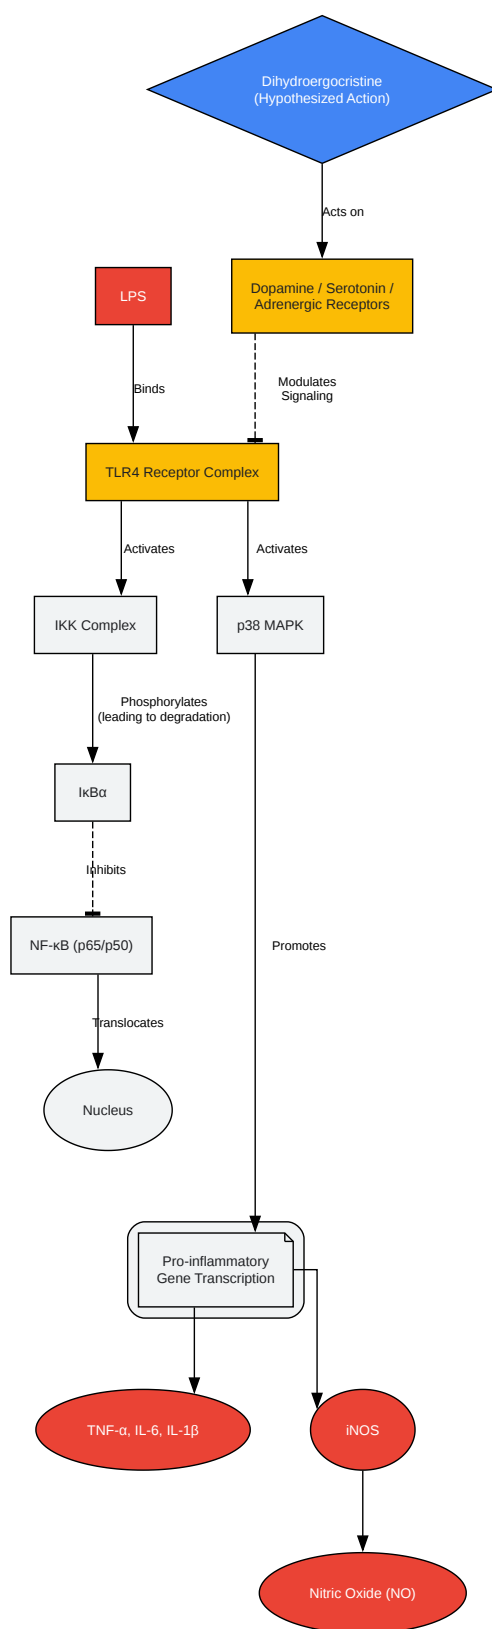 Dihydroergocristine
(Hypothesized Action)
Acts on
LPS
Dopamine / Serotonin /
Adrenergic Receptors
Binds
Modulates
Signaling
TLR4 Receptor Complex
Activates
Activates
IKK Complex
p38 MAPK
Phosphorylates
(leading to degradation)
IκBα
Inhibits
NF-κB (p65/p50)
Promotes
Translocates
Nucleus
Pro-inflammatory
Gene Transcription
TNF-α, IL-6, IL-1β
iNOS
Nitric Oxide (NO)